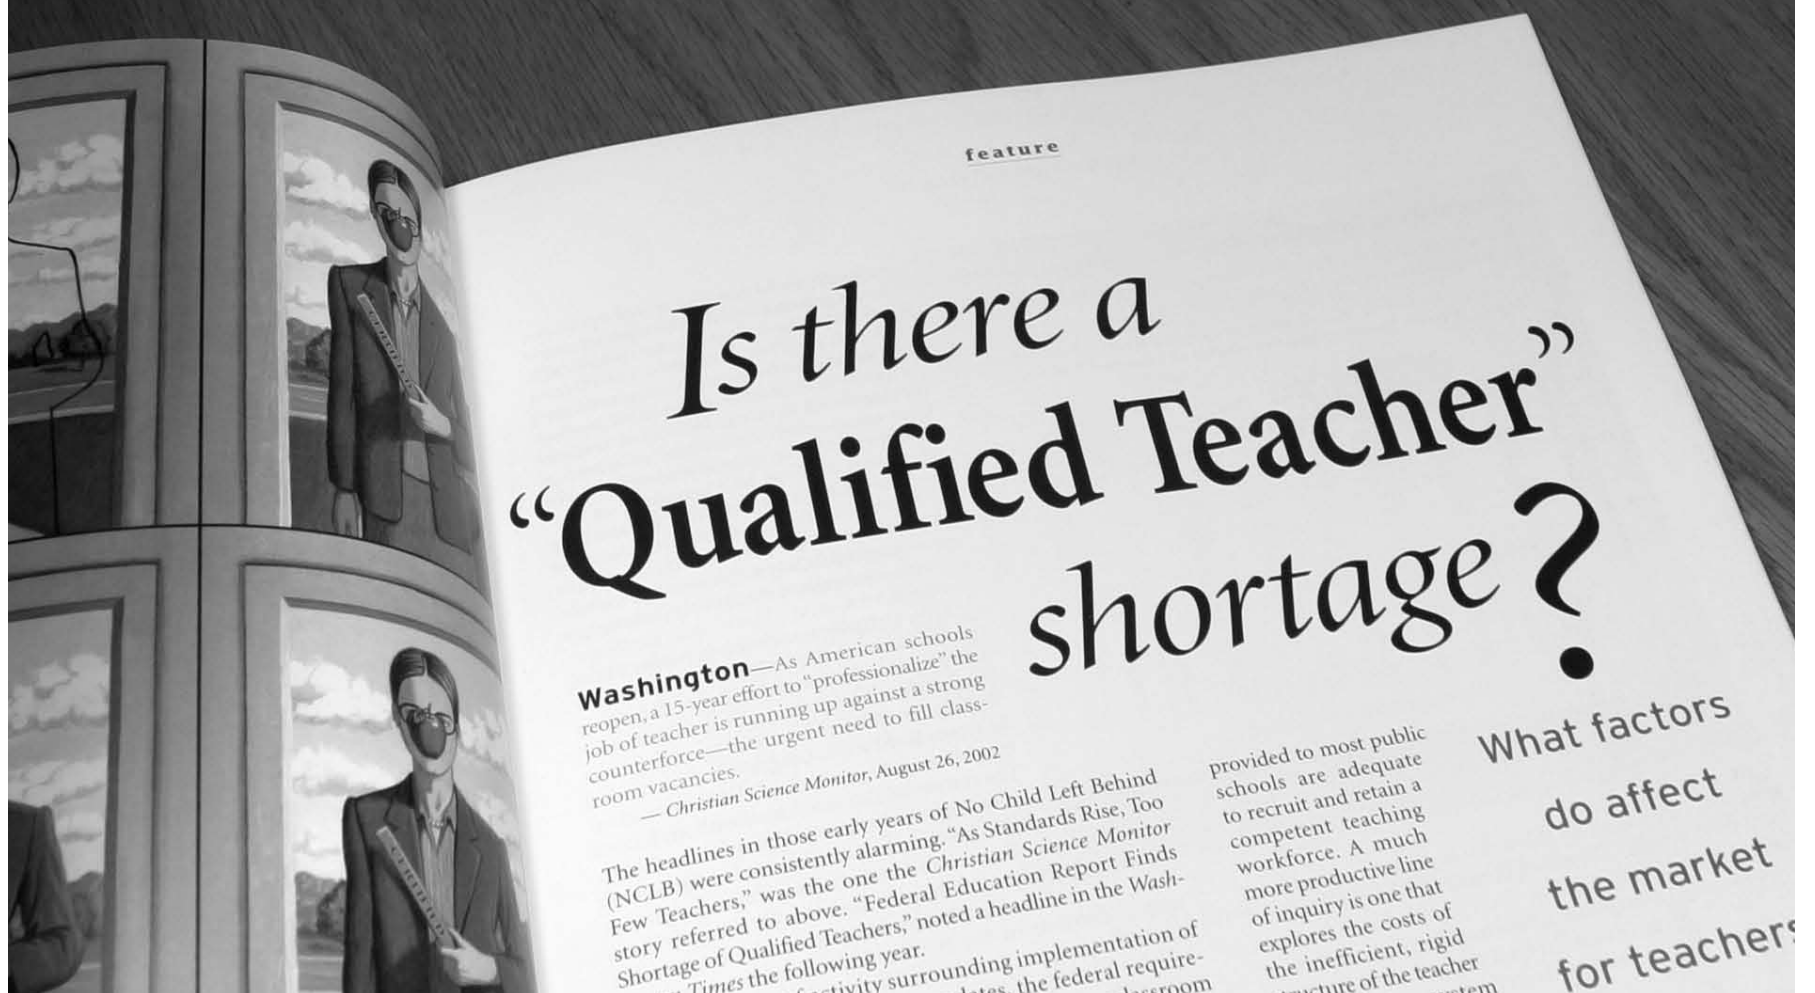 feature
Is there a
“Qualified Teacher”
shortage?
Washington—As American schools
reopen, a 15-year effort to “professionalize” the
job of teacher is running up against a strong
counterforce—the urgent need to fill class-
room vacancies.
— Christian Science Monitor, August 26, 2002
The headlines in those early years of No Child Left Behind
(NCLB) were consistently alarming. “As Standards Rise, Too
Few Teachers,” was the one the Christian Science Monitor
story referred to above. “Federal Education Report Finds
Shortage of Qualified Teachers,” noted a headline in the Wash-
Times the following year.
surrounding implementation of
the federal require-
provided to most public
schools are adequate
to recruit and retain a
competent teaching
workforce. A much
more productive line
of inquiry is one that
explores the costs of
the inefficient, rigid
of the teacher
What factors
do affect
the market
for teachers